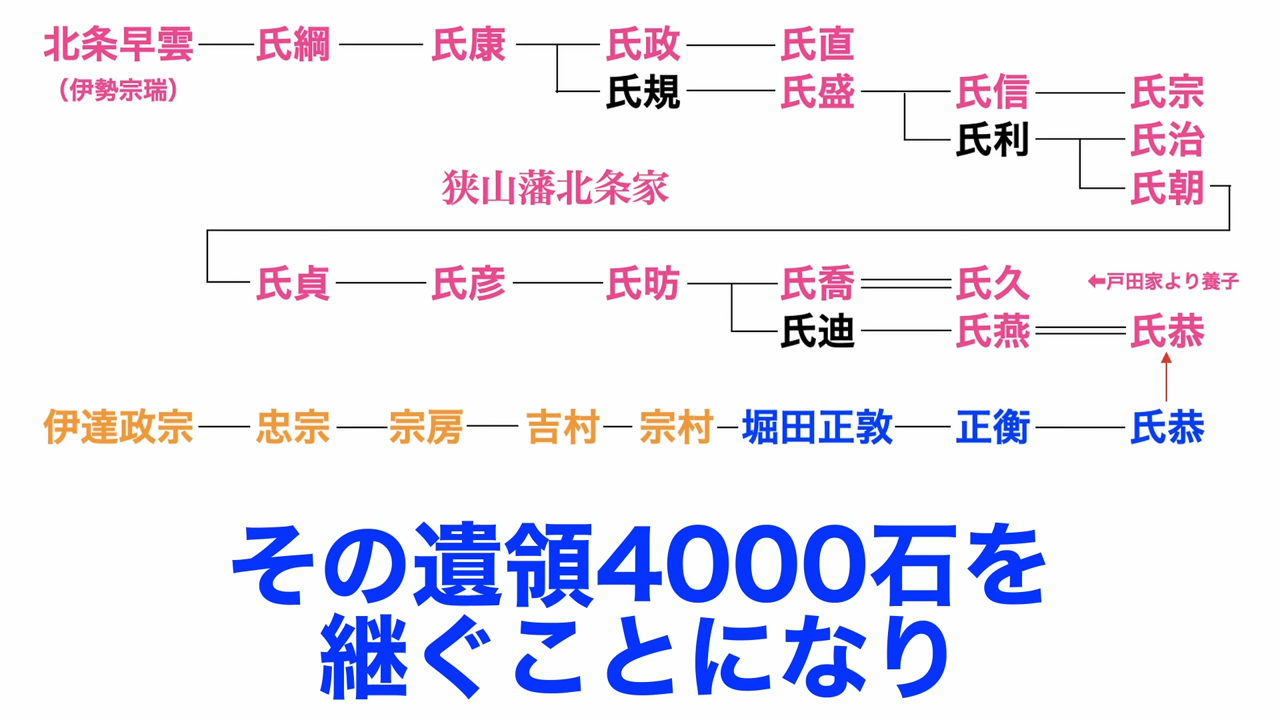 北条早雲 氏綱 氏康 氏政 氏直
（伊勢宗瑞） 氏規 氏盛 氏信 氏宗
氏利 氏治
狭山藩北条家 氏朝
氏貞 氏彦 氏昉 氏喬 氏久 ←戸田家より養子
氏迪 氏燕 氏恭
伊達政宗 忠宗 宗房 吉村 宗村 堀田正敦 正衡 氏恭
その遺領4000石を
継ぐことになり